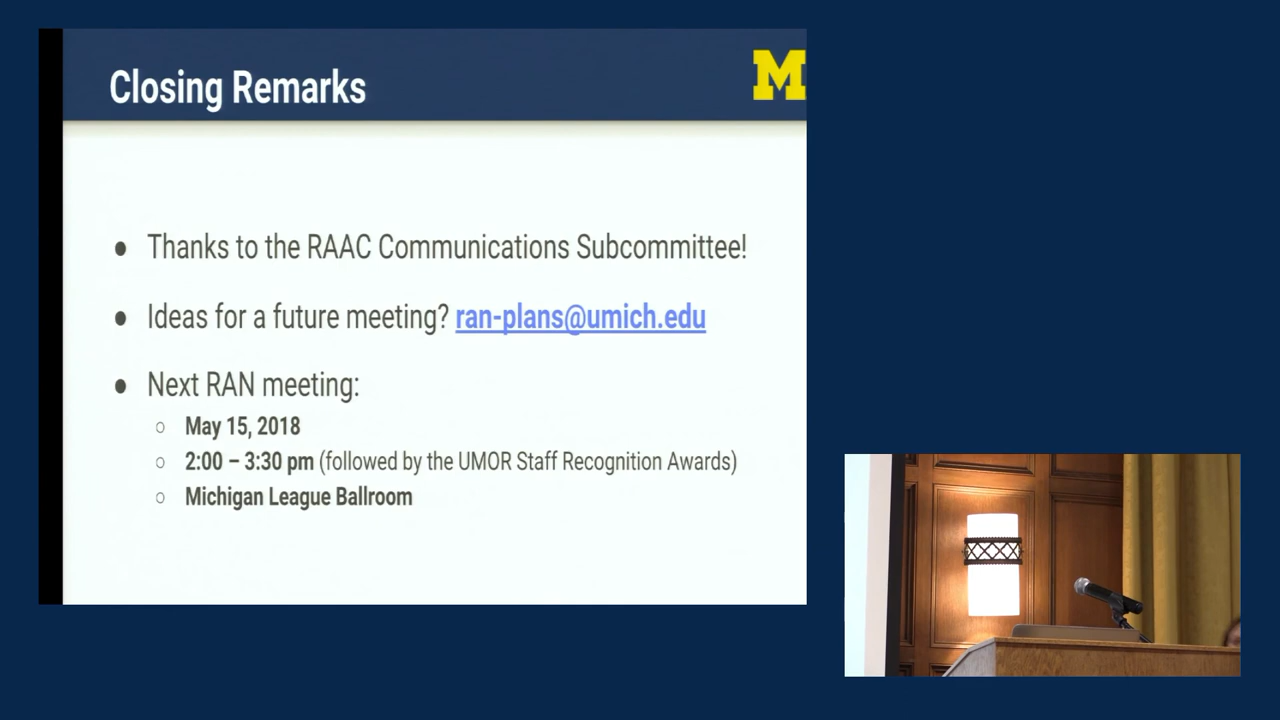 Closing Remarks
M
● Thanks to the RAAC Communications Subcommittee!
● Ideas for a future meeting? ran-plans@umich.edu
● Next RAN meeting:
○ May 15, 2018
○ 2:00 – 3:30 pm (followed by the UMOR Staff Recognition Awards)
○ Michigan League Ballroom